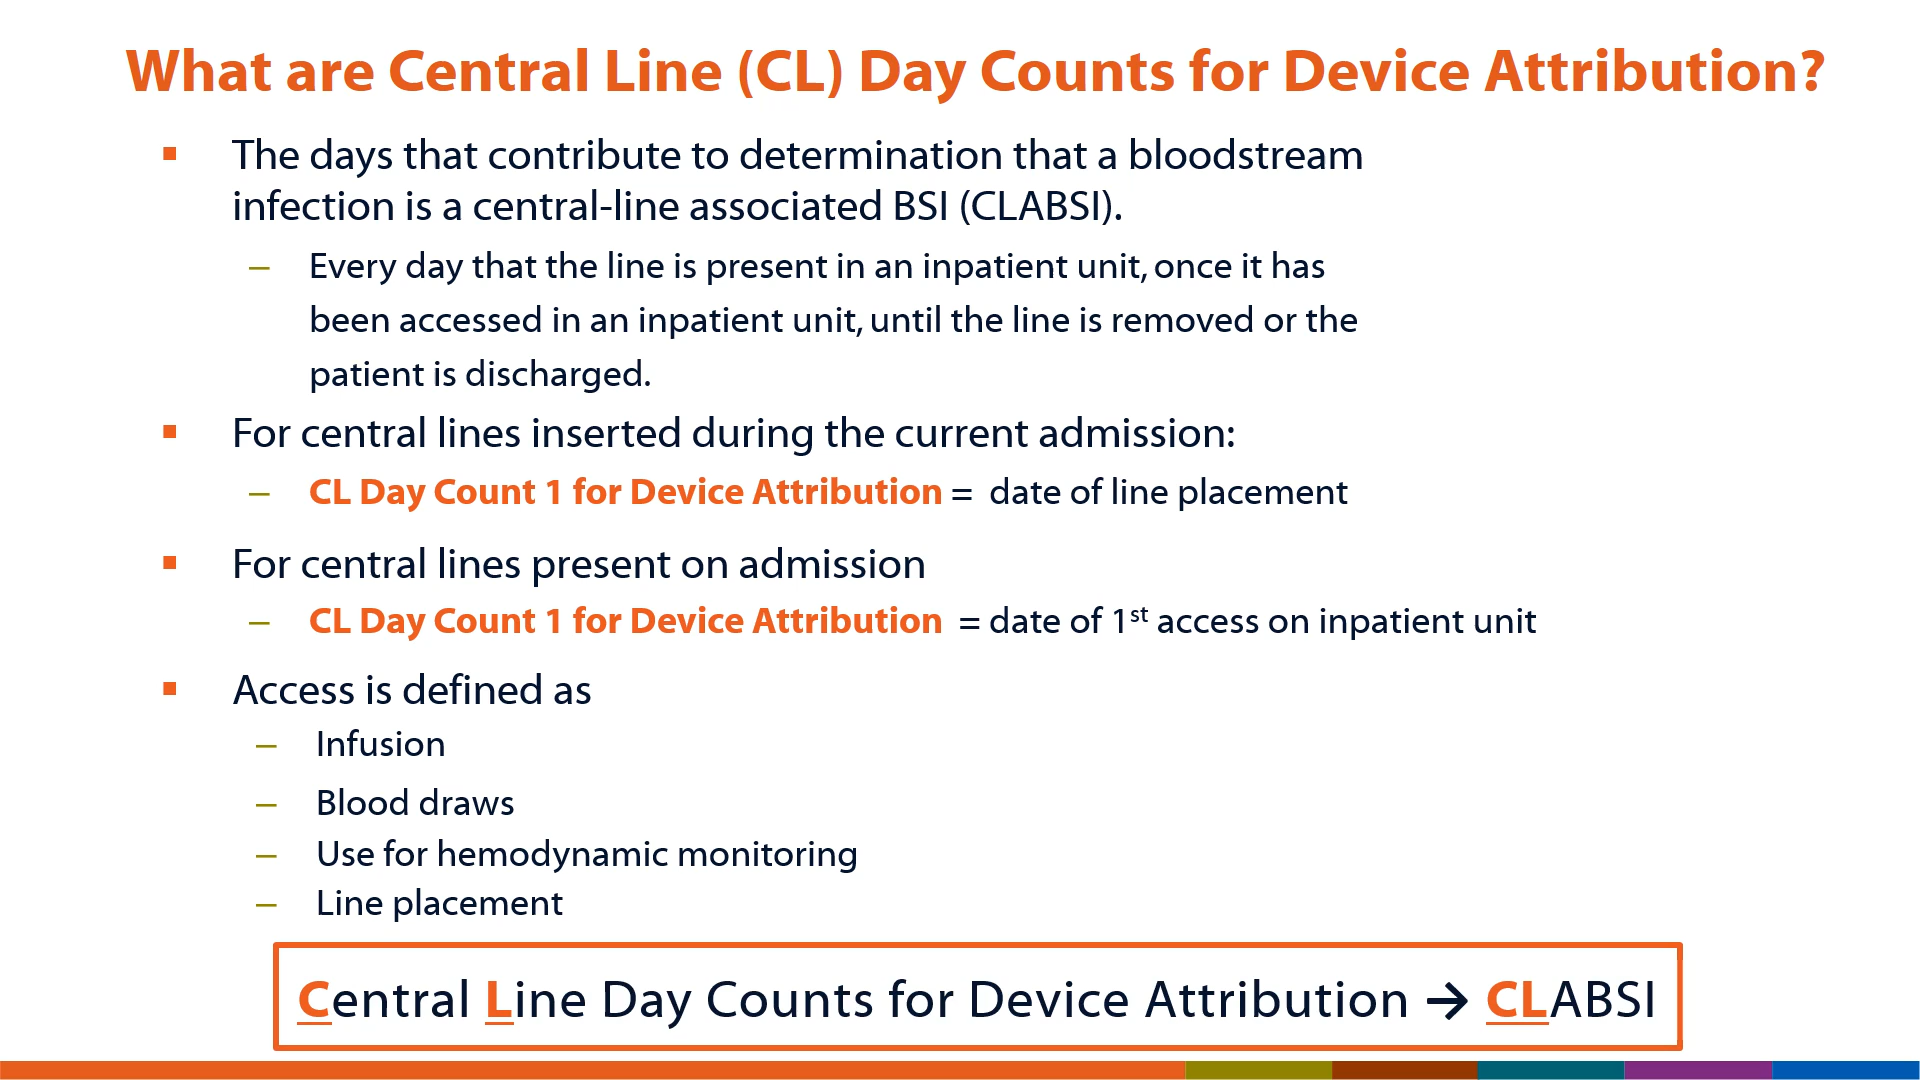 What are Central Line (CL) Day Counts for Device Attribution?
▪ The days that contribute to determination that a bloodstream
infection is a central-line associated BSI (CLABSI).
– Every day that the line is present in an inpatient unit, once it has
been accessed in an inpatient unit, until the line is removed or the
patient is discharged.
▪ For central lines inserted during the current admission:
– CL Day Count 1 for Device Attribution = date of line placement
▪ For central lines present on admission
– CL Day Count 1 for Device Attribution = date of 1st access on inpatient unit
▪ Access is defined as
– Infusion
– Blood draws
– Use for hemodynamic monitoring
– Line placement
Central Line Day Counts for Device Attribution → CLABSI